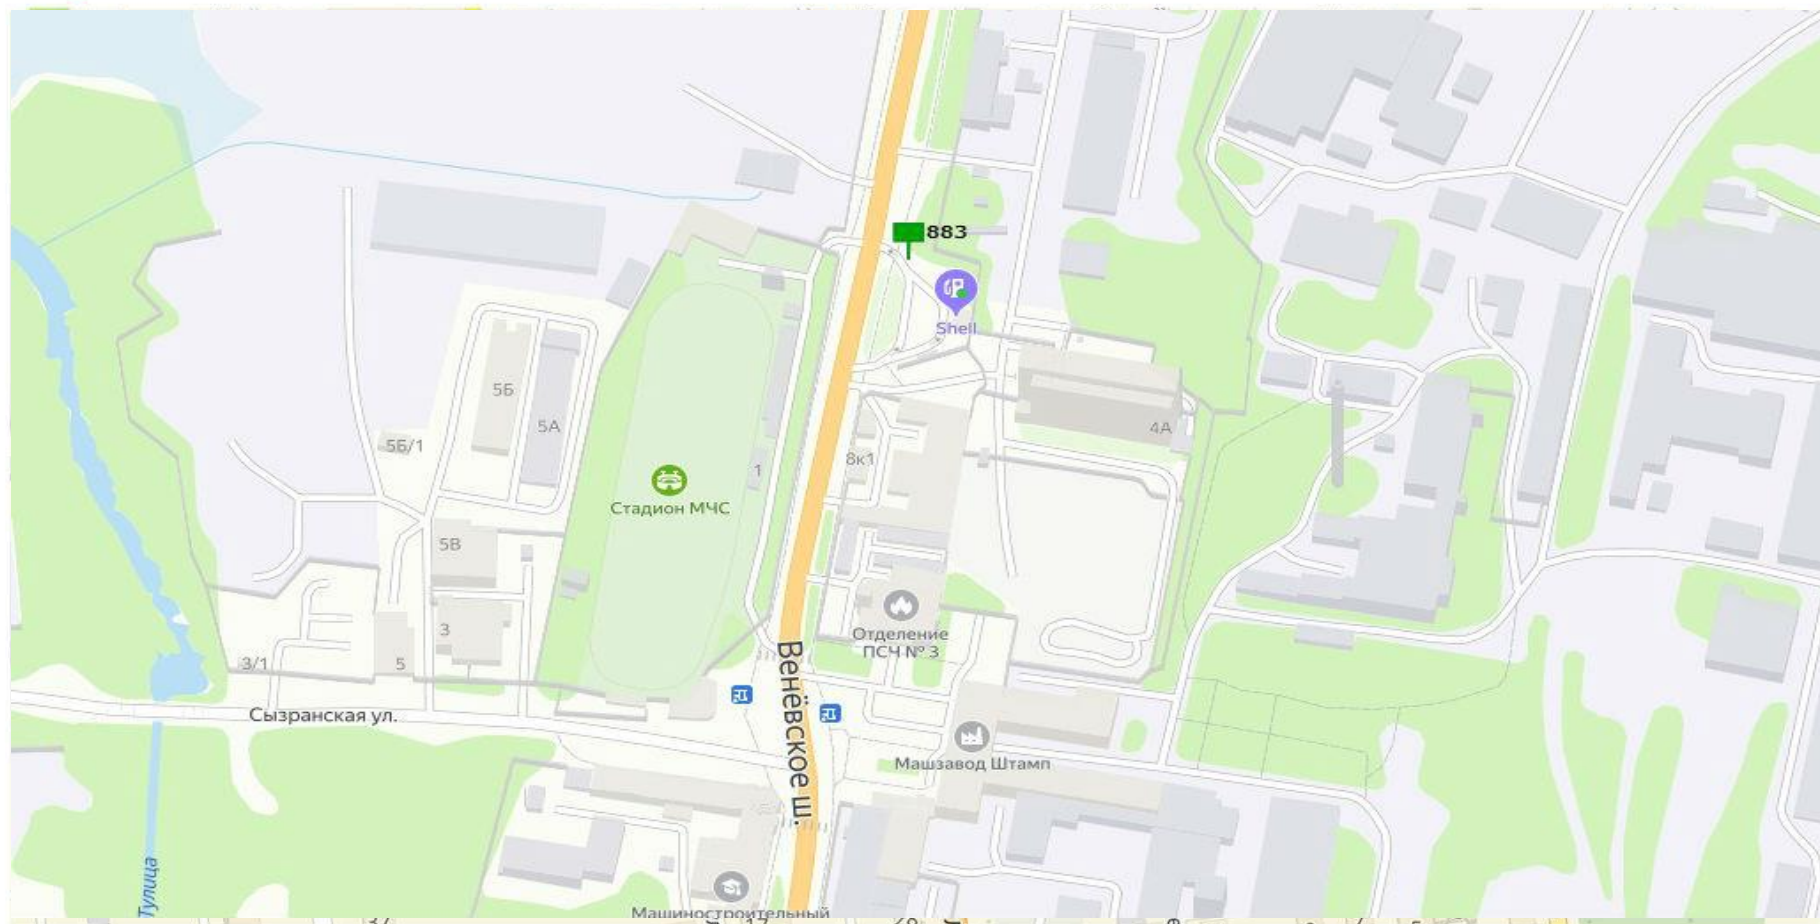 883
Shell
5Б
5А
5Б/1
4А
8к1
1
Стадион МЧС
5В
Отделение
ПСЧ № 3
3
3/1
5
Сызранская ул.
Венёвское ш.
Машзавод Штамп
Тулица
Машиностроительный